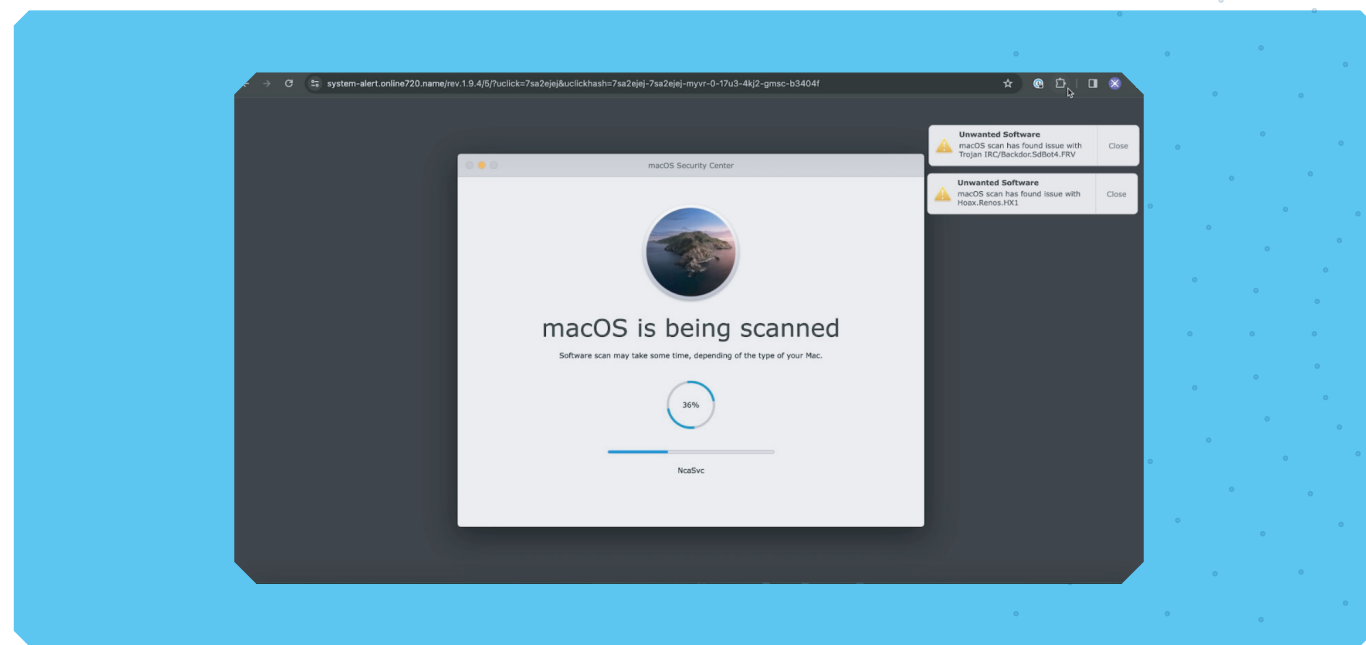 system-alert.online720.name/rev.1.9.4/5/?uclick=7sa2ejej&uclickhash=7sa2ejej-7sa2ejej-myvr-0-17u3-4kj2-gmsc-b3404f
Unwanted Software
macOS scan has found issue with
Trojan IRC/Backdor.SdBot4.FRV
Close
Unwanted Software
macOS scan has found issue with
Hoax.Renos.HX1
Close
macOS Security Center
macOS is being scanned
Software scan may take some time, depending of the type of your Mac.
36%
NcaSvc